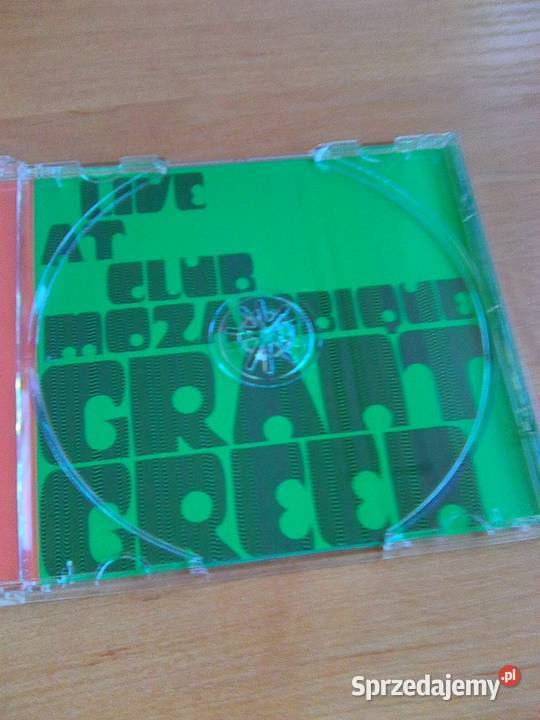 LIVE
AT
CLUB
MOZAMBIQUE
GRANT
GREEN
Sprzedajemy.pl